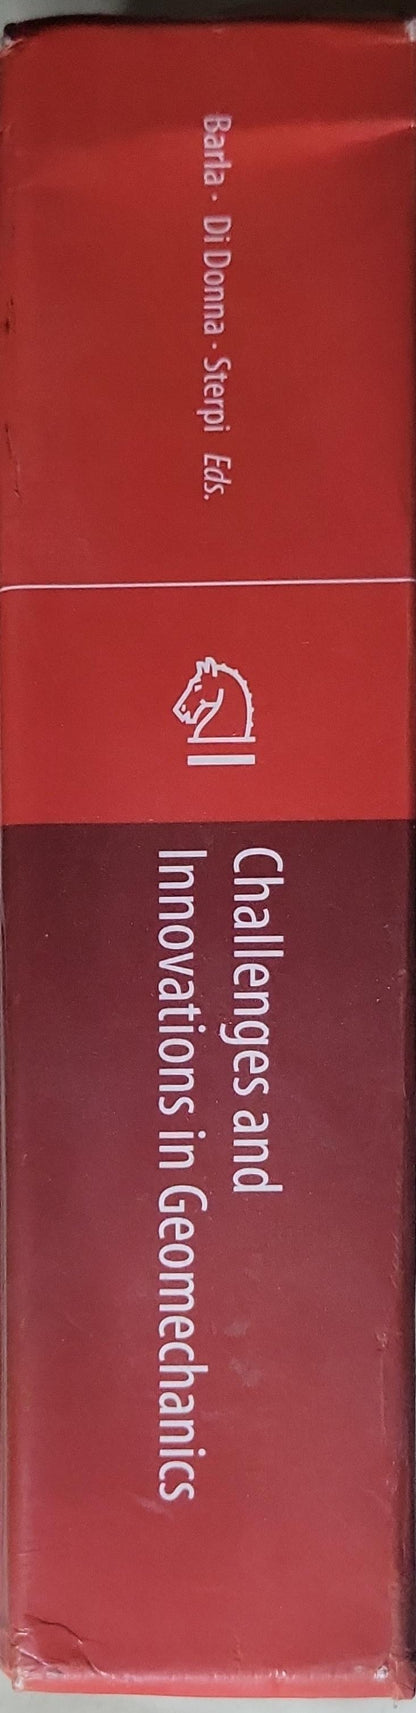 Barla · Di Donna · Sterpi Eds.
Challenges and
Innovations in Geomechanics